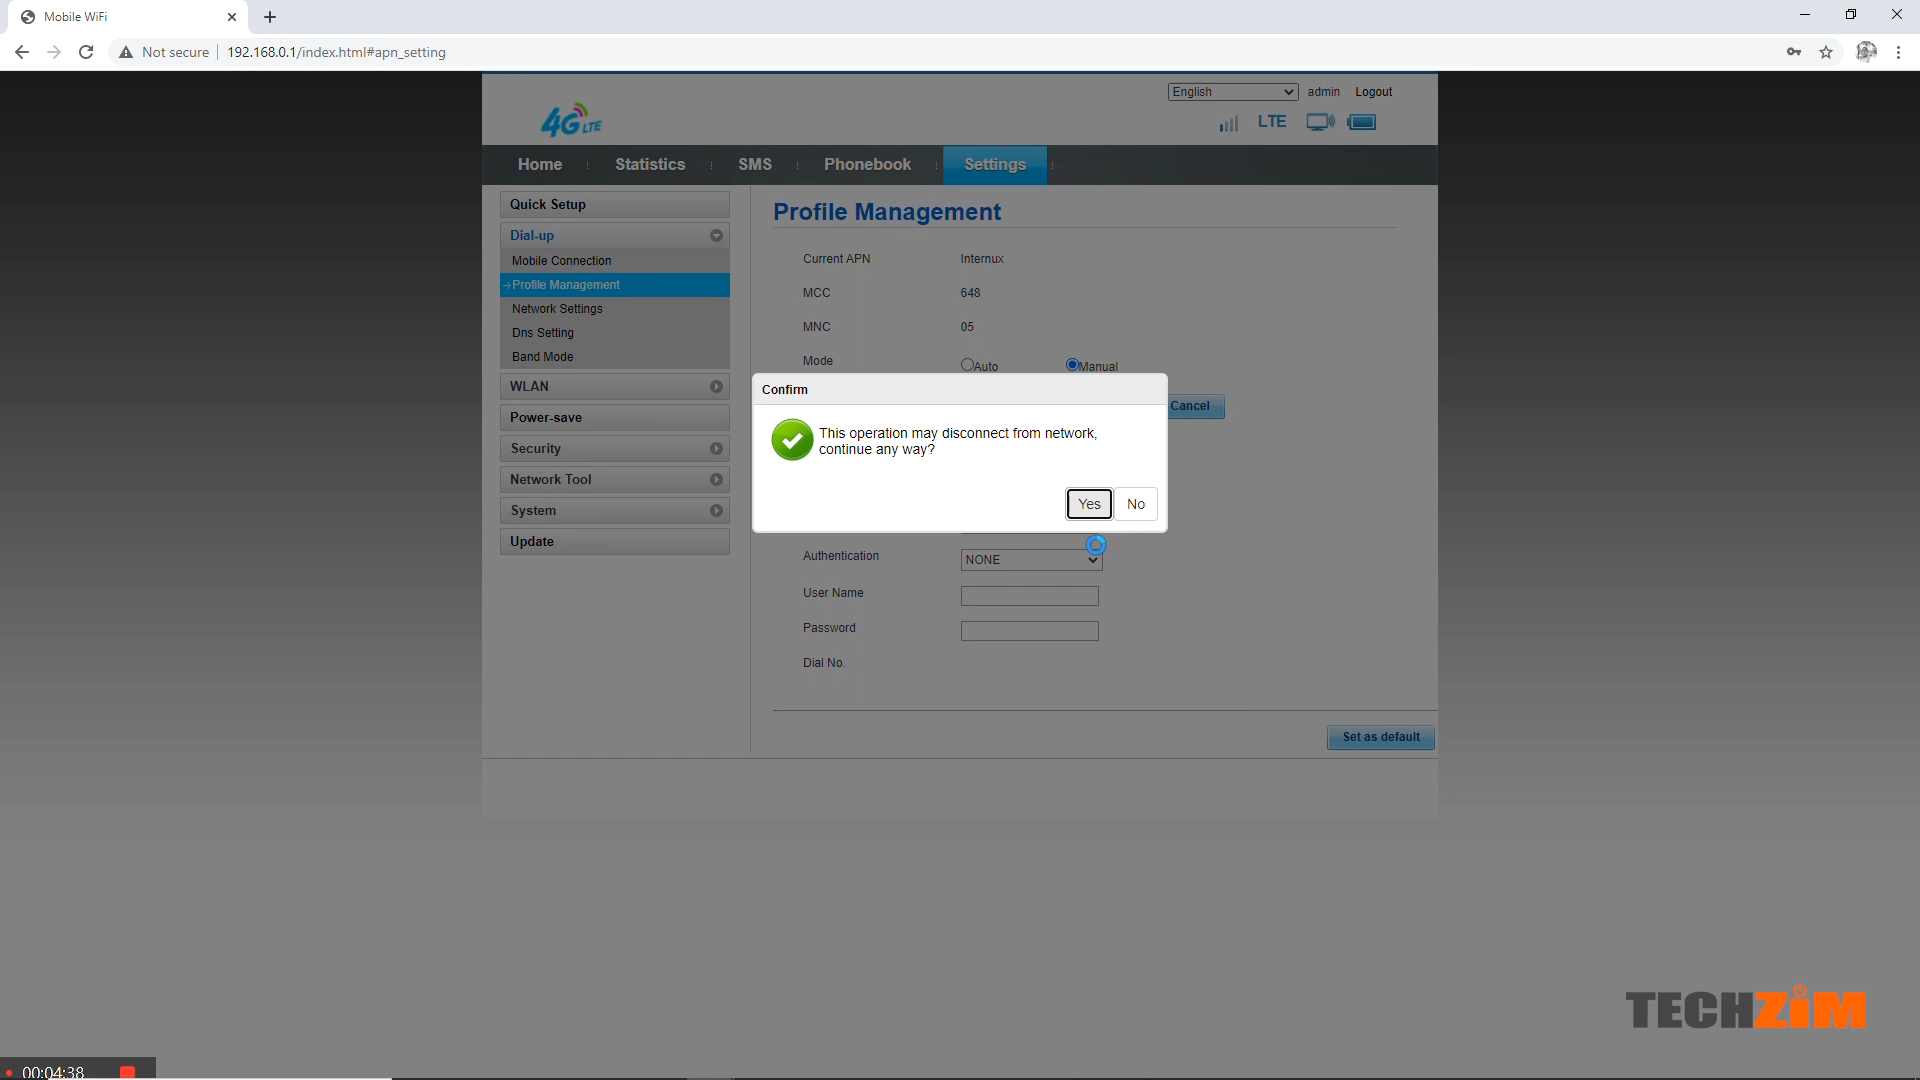 Mobile WiFi
Not secure
192.168.0.1/index.html#apn_setting
English
admin
Logout
4G LTE
LTE
Home
Statistics
SMS
Phonebook
Settings
Quick Setup
Dial-up
Mobile Connection
Profile Management
Network Settings
Dns Setting
Band Mode
WLAN
Power-save
Security
Network Tool
System
Update
Profile Management
Current APN
Internux
MCC
648
MNC
05
Mode
Auto
Manual
Cancel
Confirm
This operation may disconnect from network,
continue any way?
Yes
No
Authentication
NONE
User Name
Password
Dial No.
Set as default
TECHZiM
00:04:38